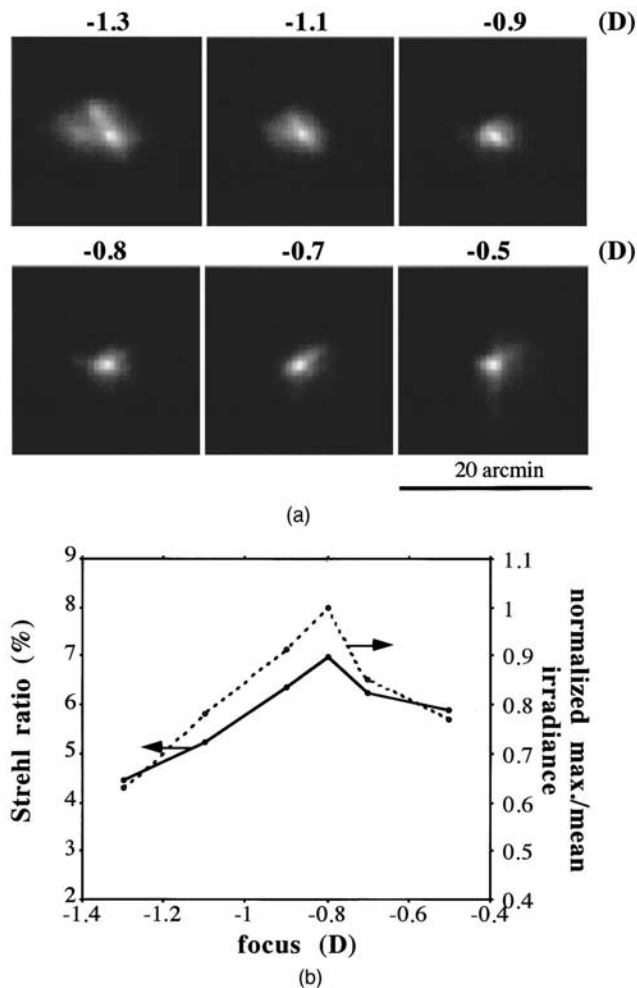 -1.3 -1.1 -0.9 (D)
-0.8 -0.7 -0.5 (D)
20 arcmin
(a)
Strehl ratio (%)
9
8
7
6
5
4
3
2
1.1
1
0.9
0.8
0.7
0.6
0.5
0.4
normalized max./mean
irradiance
-1.4 -1.2 -1 -0.8 -0.6 -0.4
focus (D)
(b)